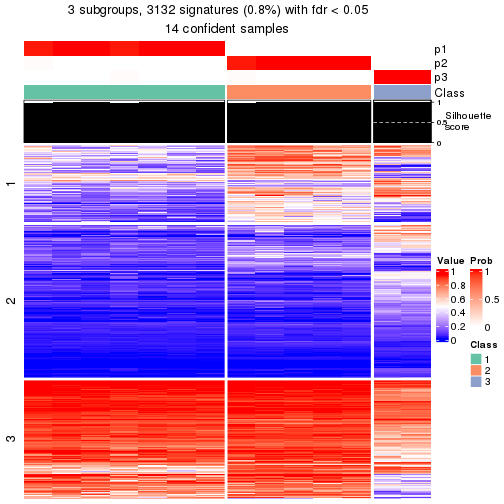 3 subgroups, 3132 signatures (0.8%) with fdr < 0.05
14 confident samples
p1
p2
p3
Class
1
0.5
0
Silhouette
score
1
2
3
Value
1
0.8
0.6
0.4
0.2
0
Prob
1
0.5
0
Class
1
2
3